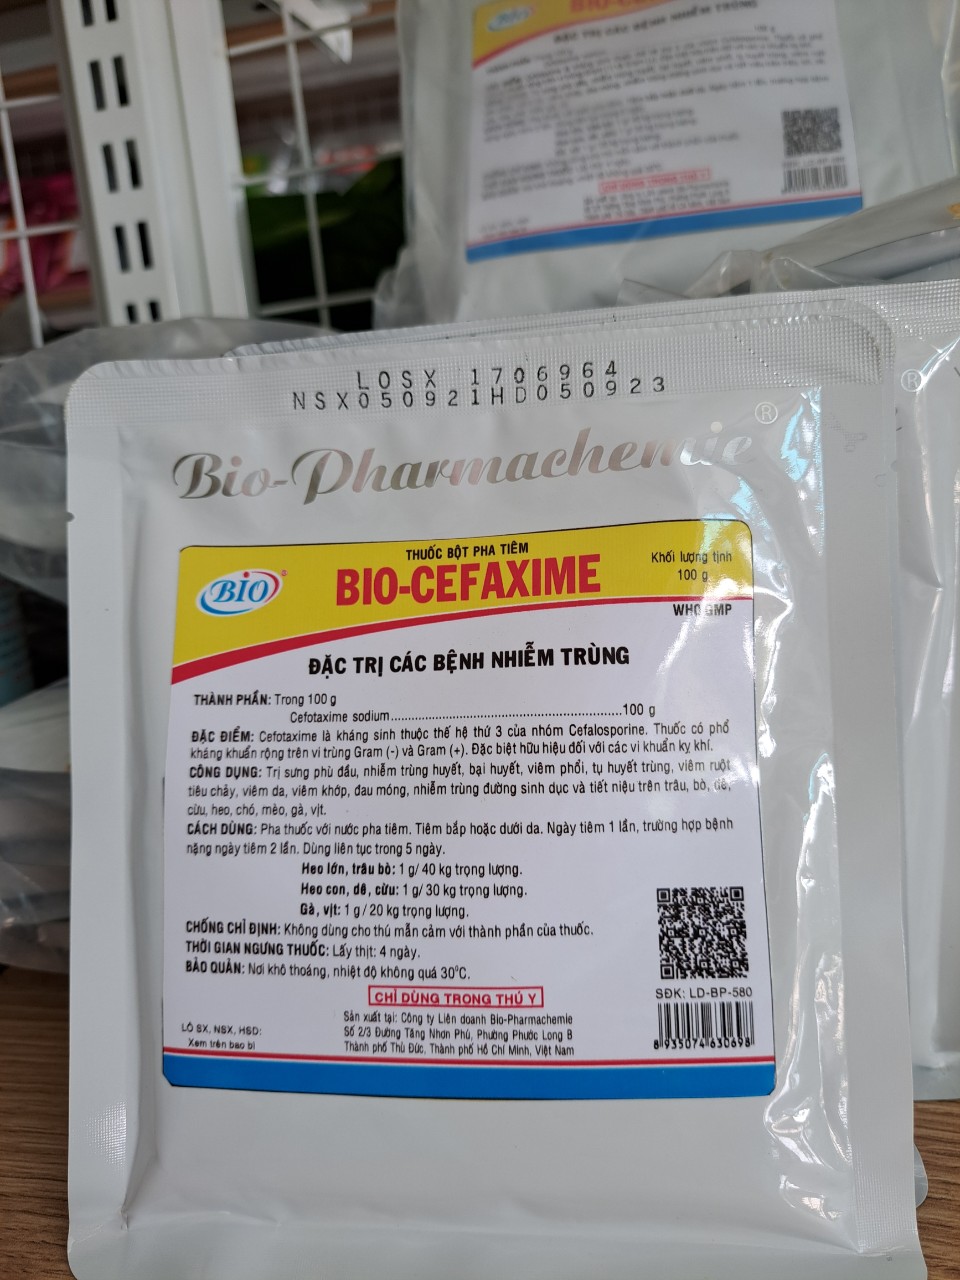 BIO
ĐẶC TRỊ CÁC BỆNH NHIỄM TRÙNG
LOSX 1706964
NSX050921HD050923
Bio-Pharmachemie ®
®
THUỐC BỘT PHA TIÊM
BIO-CEFAXIME
BIO
Khối lượng tịnh
100 g
WHO GMP
ĐẶC TRỊ CÁC BỆNH NHIỄM TRÙNG
THÀNH PHẦN: Trong 100 g
Cefotaxime sodium..............................................................100 g
ĐẶC ĐIỂM: Cefotaxime là kháng sinh thuộc thế hệ thứ 3 của nhóm Cefalosporine. Thuốc có phổ
kháng khuẩn rộng trên vi trùng Gram (-) và Gram (+). Đặc biệt hữu hiệu đối với các vi khuẩn kỵ khí.
CÔNG DỤNG: Trị sưng phù đầu, nhiễm trùng huyết, bại huyết, viêm phổi, tụ huyết trùng, viêm ruột
tiêu chảy, viêm da, viêm khớp, đau móng, nhiễm trùng đường sinh dục và tiết niệu trên trâu, bò, dê,
cừu, heo, chó, mèo, gà, vịt.
CÁCH DÙNG: Pha thuốc với nước pha tiêm. Tiêm bắp hoặc dưới da. Ngày tiêm 1 lần, trường hợp bệnh
nặng ngày tiêm 2 lần. Dùng liên tục trong 5 ngày.
Heo lớn, trâu bò: 1 g/ 40 kg trọng lượng.
Heo con, dê, cừu: 1 g/ 30 kg trọng lượng.
Gà, vịt: 1 g / 20 kg trọng lượng.
CHỐNG CHỈ ĐỊNH: Không dùng cho thú mẫn cảm với thành phần của thuốc.
THỜI GIAN NGƯNG THUỐC: Lấy thịt: 4 ngày.
BẢO QUẢN: Nơi khô thoáng, nhiệt độ không quá 30°C.
CHỈ DÙNG TRONG THÚ Y
SĐK: LD-BP-580
LÔ SX, NSX, HSD:
Xem trên bao bì
Sản xuất tại: Công ty Liên doanh Bio-Pharmachemie
Số 2/3 Đường Tăng Nhơn Phú, Phường Phước Long B
Thành phố Thủ Đức, Thành phố Hồ Chí Minh, Việt Nam
8 935074 630698